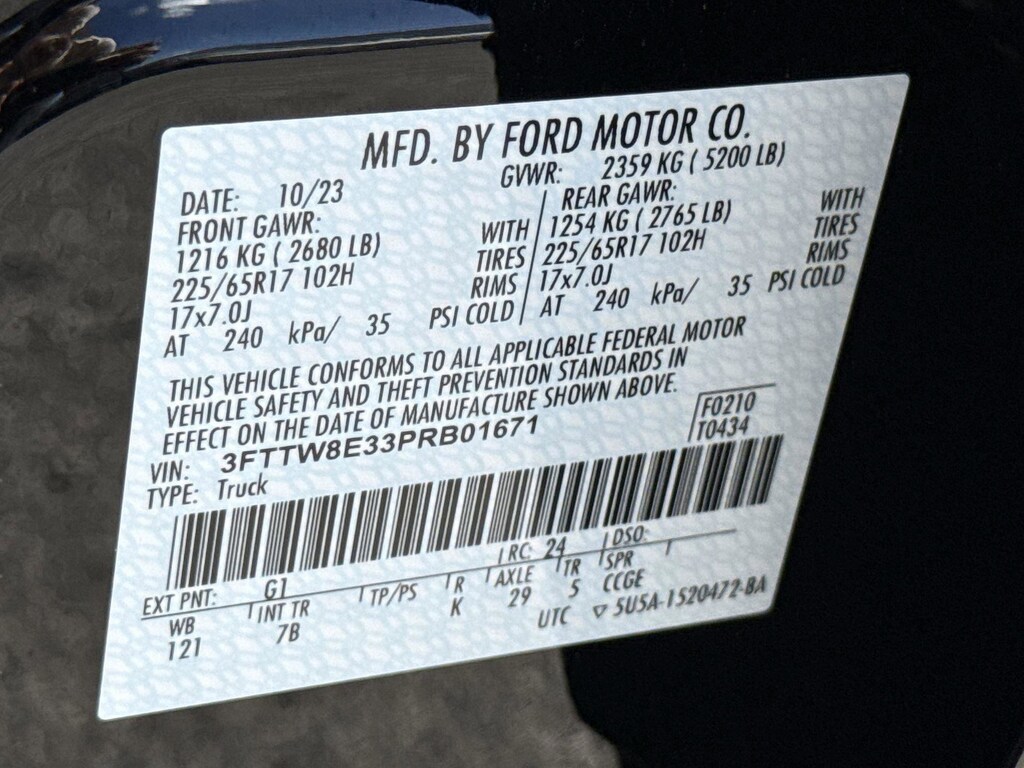 MFD. BY FORD MOTOR CO.
DATE: 10/23 GVWR: 2359 KG ( 5200 LB)
FRONT GAWR: REAR GAWR:
1216 KG ( 2680 LB) WITH 1254 KG ( 2765 LB) WITH
225/65R17 102H TIRES 225/65R17 102H TIRES
17x7.0J RIMS 17x7.0J RIMS
AT 240 kPa/ 35 PSI COLD AT 240 kPa/ 35 PSI COLD
THIS VEHICLE CONFORMS TO ALL APPLICABLE FEDERAL MOTOR
VEHICLE SAFETY AND THEFT PREVENTION STANDARDS IN
EFFECT ON THE DATE OF MANUFACTURE SHOWN ABOVE.
VIN: 3FTTW8E33PRB01671 F0210
TYPE: Truck T0434
EXT PNT: G1 RC: 24 DSO:
WB INT TR TP/PS R AXLE TR SPR
121 7B K 29 5 CCGE
UTC ▽ 5U5A-1520472-BA